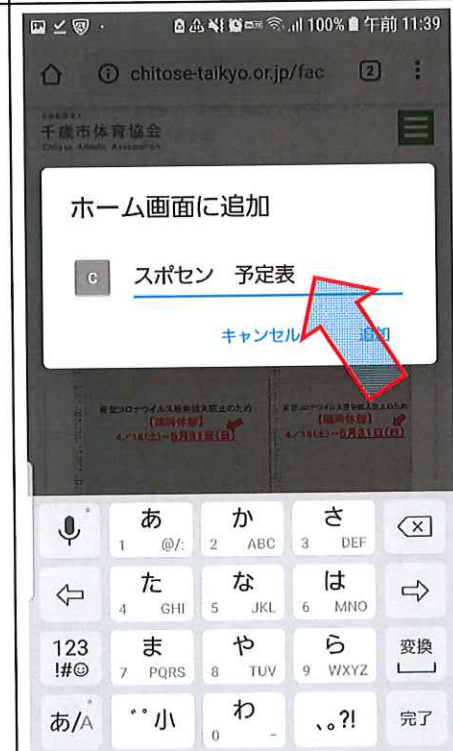 100% 午前 11:39
chitose-taikyo.or.jp/fac 2
千歳市体育協会
ホーム画面に追加
C スポセン 予定表
キャンセル 追加
新型コロナウイルス感染拡大防止のため 新型コロナウイルス感染拡大防止のため
【臨時休館】 【臨時休館】
4/18(土)~5月31日(日) 4/18(土)~5月31日(日)
あ か さ
1 @/: 2 ABC 3 DEF
た な は
4 GHI 5 JKL 6 MNO
123 ま や ら 変換
!#☺ 7 PQRS 8 TUV 9 WXYZ
あ/A ゛゜小 わ 、。?! 完了
0 -